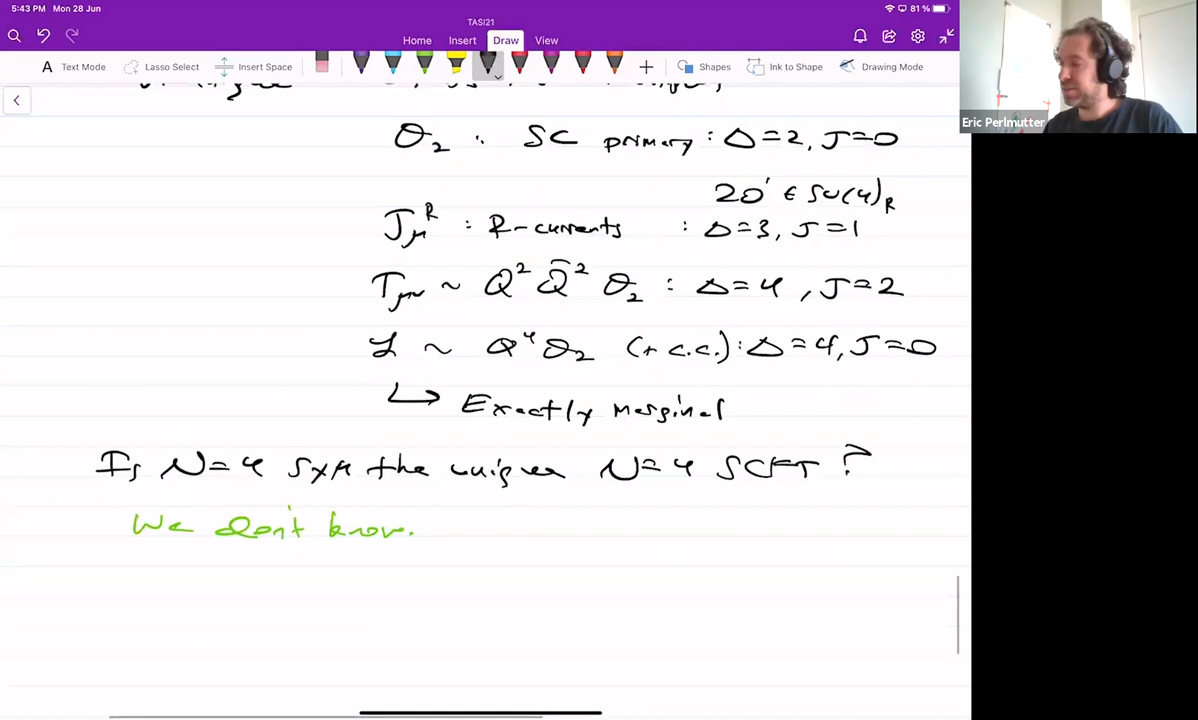 5:43 PM Mon 28 Jun
81%
TASI21
Home Insert Draw View
Text Mode Lasso Select Insert Space Shapes Ink to Shape Drawing Mode
Eric Perlmutter
O₂ : SC primary : Δ=2, J=0
20' ∈ SU(4)_R
J_μ^R : R-currents : Δ=3, J=1
T_μν ~ Q² Q̄² O₂ : Δ=4, J=2
ℒ ~ Q⁴ O₂ (+ c.c.) : Δ=4, J=0
↳ Exactly marginal
Is N=4 SYM the unique N=4 SCFT ?
We don't know.